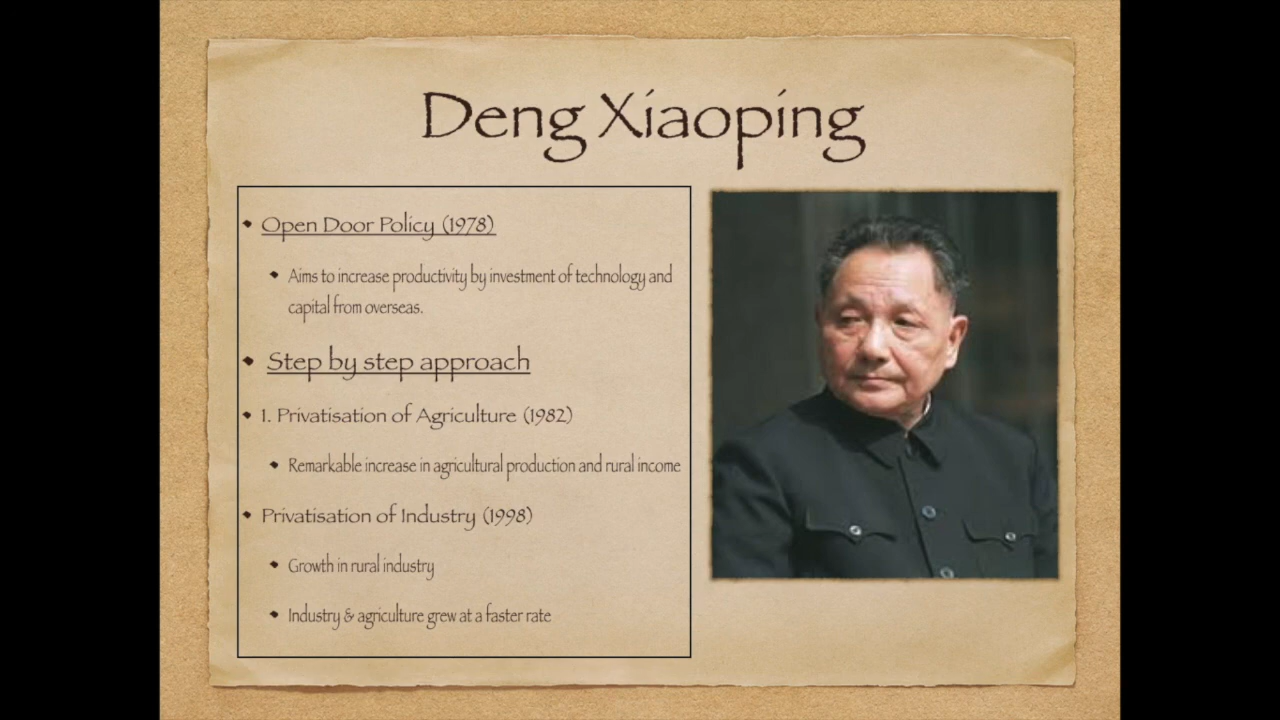 Deng Xiaoping
Open Door Policy (1978)
Aims to increase productivity by investment of technology and
capital from overseas.
Step by step approach
1. Privatisation of Agriculture (1982)
Remarkable increase in agricultural production and rural income
Privatisation of Industry (1998)
Growth in rural industry
Industry & agriculture grew at a faster rate